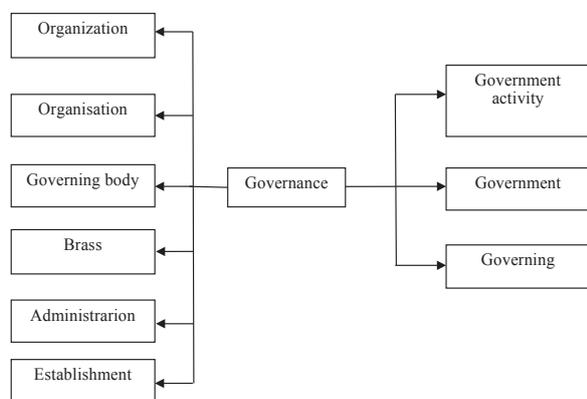 Organization
Organisation
Governing body
Brass
Administrarion
Establishment
Governance
Government
activity
Government
Governing